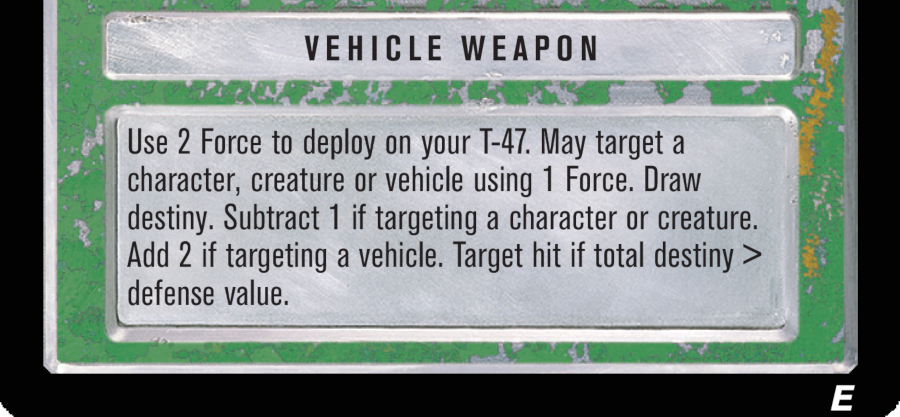 VEHICLE WEAPON
Use 2 Force to deploy on your T-47. May target a
character, creature or vehicle using 1 Force. Draw
destiny. Subtract 1 if targeting a character or creature.
Add 2 if targeting a vehicle. Target hit if total destiny >
defense value.
E